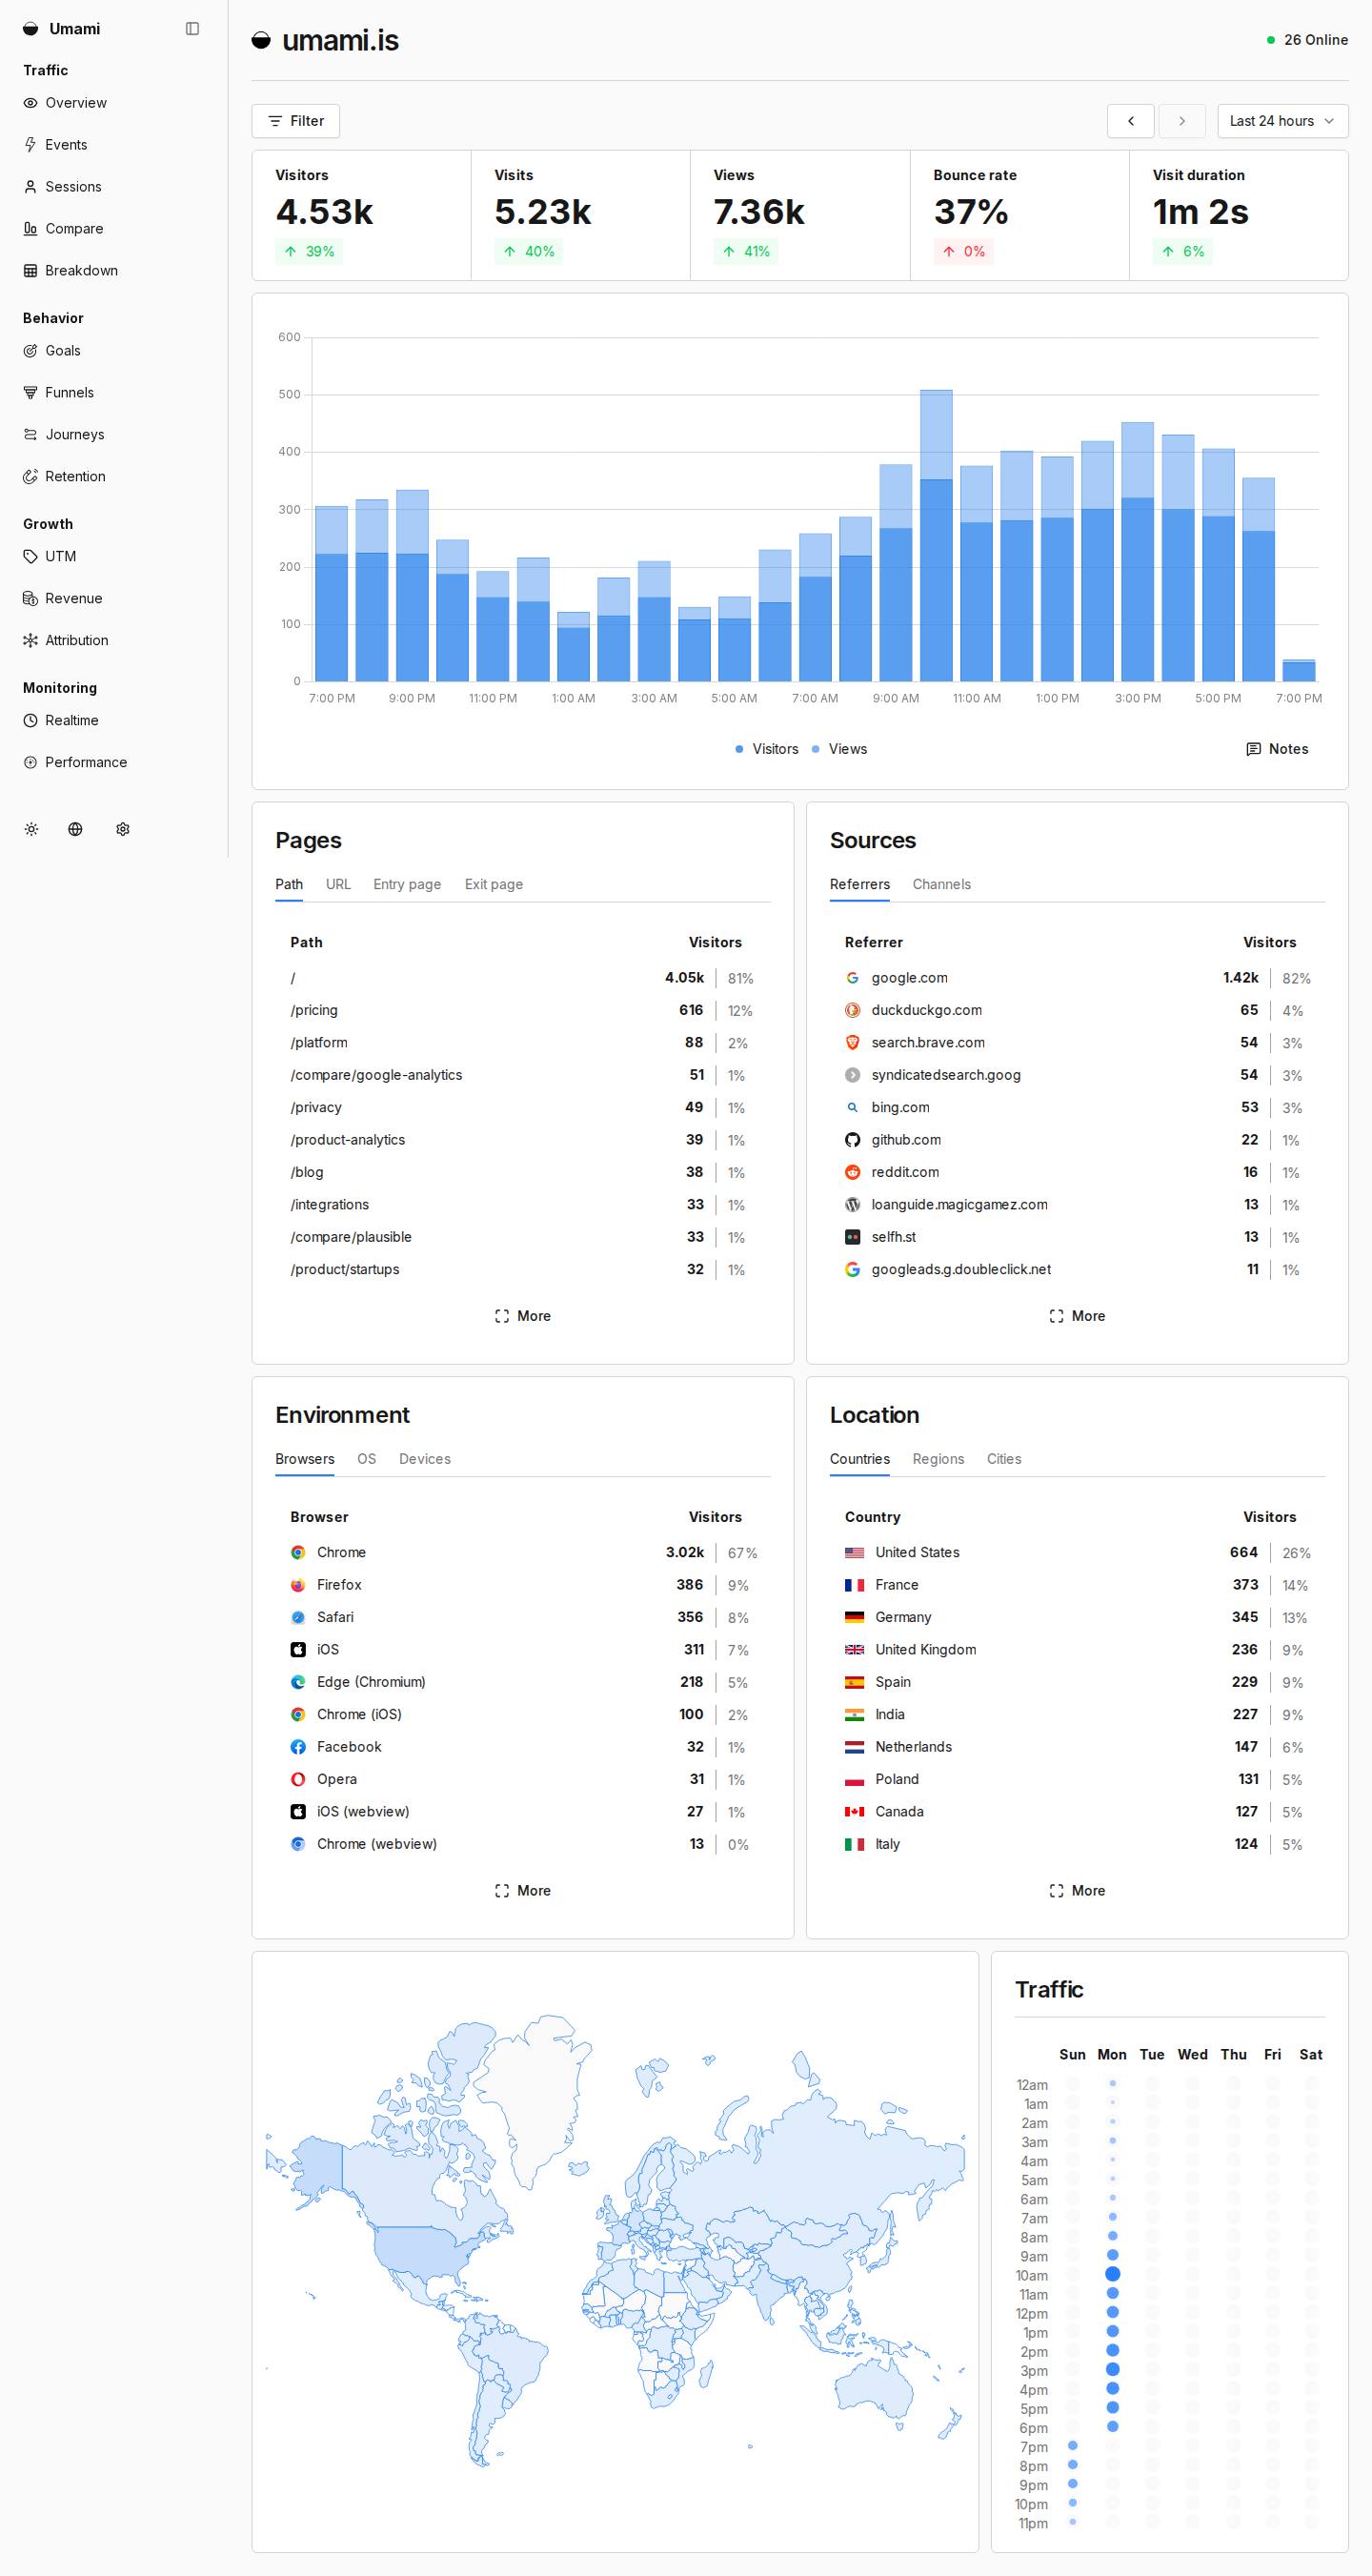 Umami
Traffic
Overview
Events
Sessions
Compare
Breakdown
Behavior
Goals
Funnels
Journeys
Retention
Growth
UTM
Revenue
Attribution
Monitoring
Realtime
Performance
umami.is
26 Online
Filter
Last 24 hours
Visitors
4.53k
39%
Visits
5.23k
40%
Views
7.36k
41%
Bounce rate
37%
0%
Visit duration
1m 2s
6%
600
500
400
300
200
100
0
7:00 PM 9:00 PM 11:00 PM 1:00 AM 3:00 AM 5:00 AM 7:00 AM 9:00 AM 11:00 AM 1:00 PM 3:00 PM 5:00 PM 7:00 PM
Visitors Views
Notes
Pages
Path URL Entry page Exit page
Path Visitors
/ 4.05k 81%
/pricing 616 12%
/platform 88 2%
/compare/google-analytics 51 1%
/privacy 49 1%
/product-analytics 39 1%
/blog 38 1%
/integrations 33 1%
/compare/plausible 33 1%
/product/startups 32 1%
More
Sources
Referrers Channels
Referrer Visitors
google.com 1.42k 82%
duckduckgo.com 65 4%
search.brave.com 54 3%
syndicatedsearch.goog 54 3%
bing.com 53 3%
github.com 22 1%
reddit.com 16 1%
loanguide.magicgamez.com 13 1%
selfh.st 13 1%
googleads.g.doubleclick.net 11 1%
More
Environment
Browsers OS Devices
Browser Visitors
Chrome 3.02k 67%
Firefox 386 9%
Safari 356 8%
iOS 311 7%
Edge (Chromium) 218 5%
Chrome (iOS) 100 2%
Facebook 32 1%
Opera 31 1%
iOS (webview) 27 1%
Chrome (webview) 13 0%
More
Location
Countries Regions Cities
Country Visitors
United States 664 26%
France 373 14%
Germany 345 13%
United Kingdom 236 9%
Spain 229 9%
India 227 9%
Netherlands 147 6%
Poland 131 5%
Canada 127 5%
Italy 124 5%
More
Traffic
Sun Mon Tue Wed Thu Fri Sat
12am
1am
2am
3am
4am
5am
6am
7am
8am
9am
10am
11am
12pm
1pm
2pm
3pm
4pm
5pm
6pm
7pm
8pm
9pm
10pm
11pm